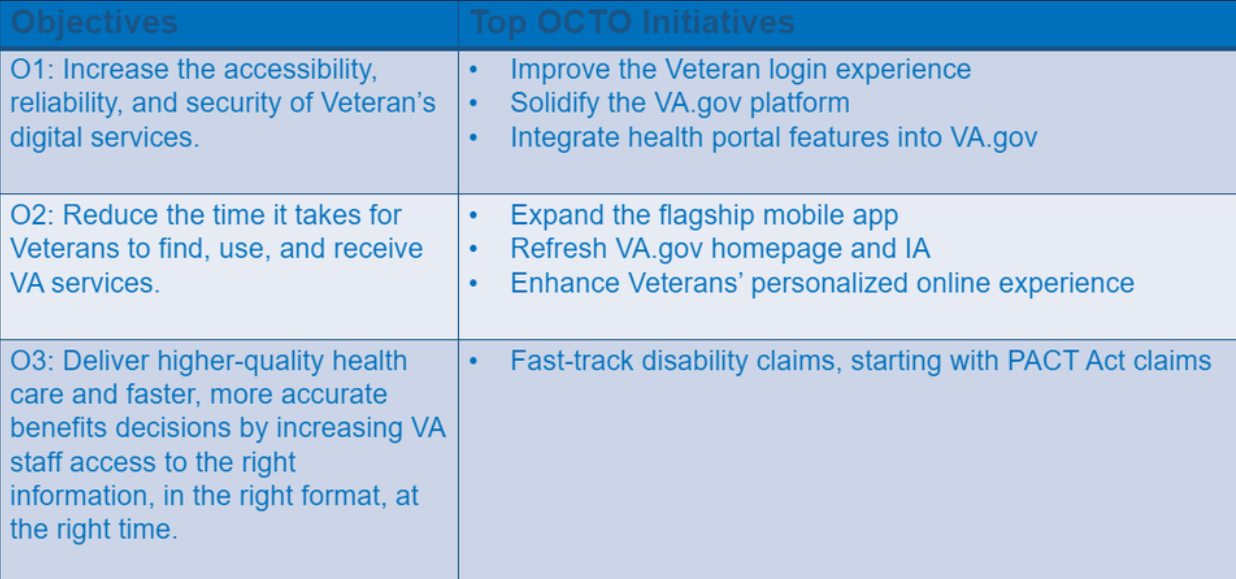 Objectives
Top OCTO Initiatives
O1: Increase the accessibility,
reliability, and security of Veteran’s
digital services.
• Improve the Veteran login experience
• Solidify the VA.gov platform
• Integrate health portal features into VA.gov
O2: Reduce the time it takes for
Veterans to find, use, and receive
VA services.
• Expand the flagship mobile app
• Refresh VA.gov homepage and IA
• Enhance Veterans’ personalized online experience
O3: Deliver higher-quality health
care and faster, more accurate
benefits decisions by increasing VA
staff access to the right
information, in the right format, at
the right time.
• Fast-track disability claims, starting with PACT Act claims